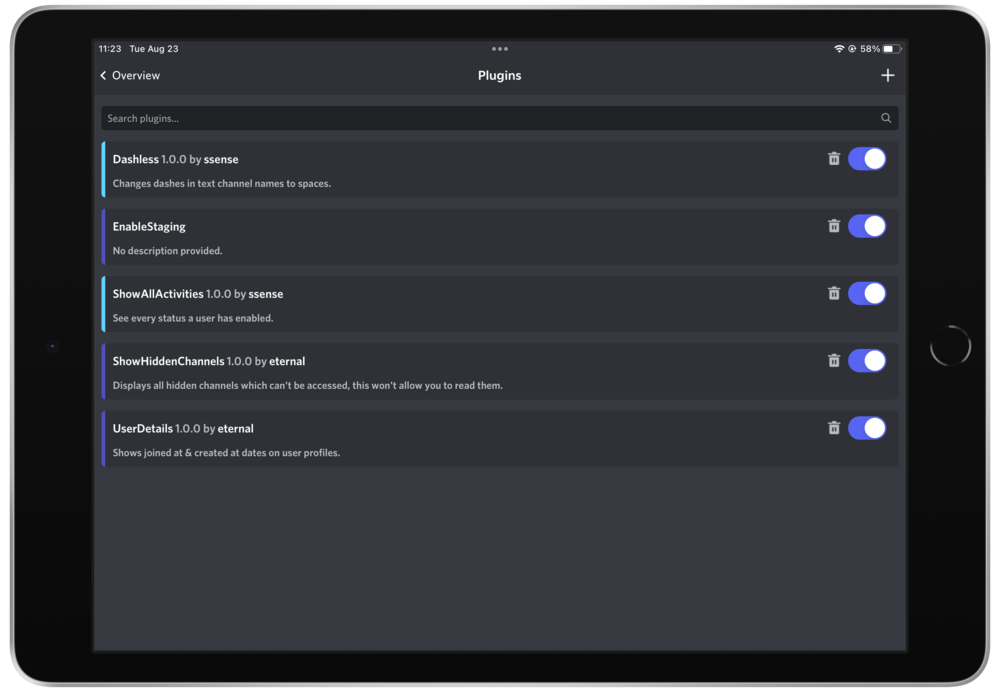 11:23 Tue Aug 23
58%
Overview
Plugins
Search plugins...
Dashless 1.0.0 by ssense
Changes dashes in text channel names to spaces.
EnableStaging
No description provided.
ShowAllActivities 1.0.0 by ssense
See every status a user has enabled.
ShowHiddenChannels 1.0.0 by eternal
Displays all hidden channels which can't be accessed, this won't allow you to read them.
UserDetails 1.0.0 by eternal
Shows joined at & created at dates on user profiles.